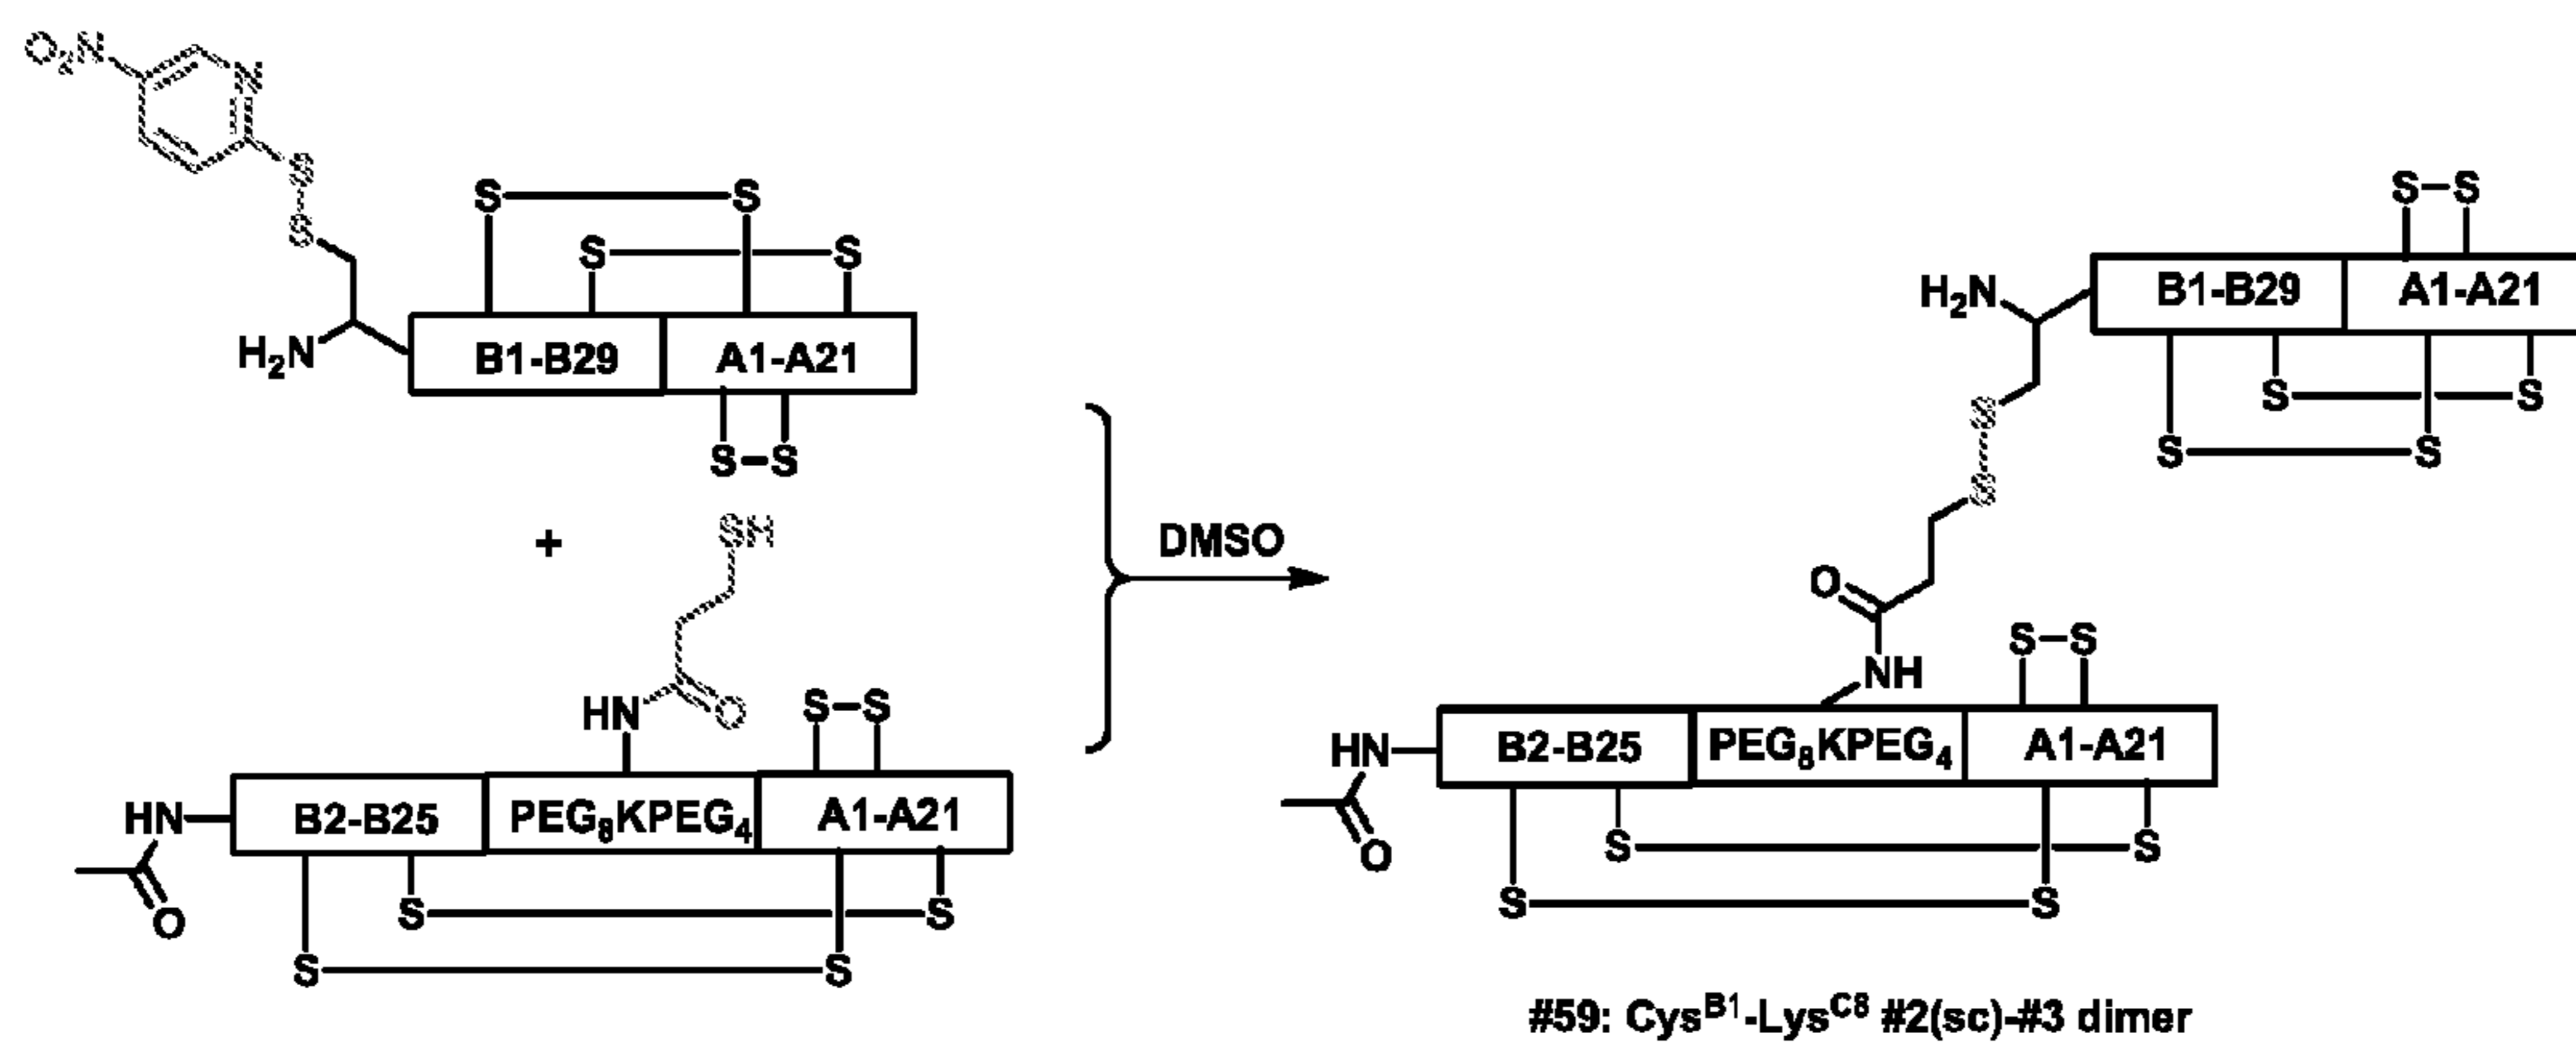 O₂N
N
S
S
S S
S S
H₂N
B1-B29 A1-A21
S-S
+
SH
HN
O
S-S
HN
B2-B25 PEG₈KPEG₄ A1-A21
O
S S
S S
DMSO
S-S
H₂N
B1-B29 A1-A21
S
S S
S S
S
O
NH
S-S
HN
B2-B25 PEG₈KPEG₄ A1-A21
O
S S
S S
#59: Cysᴮ¹-Lysᶜ⁸ #2(sc)-#3 dimer